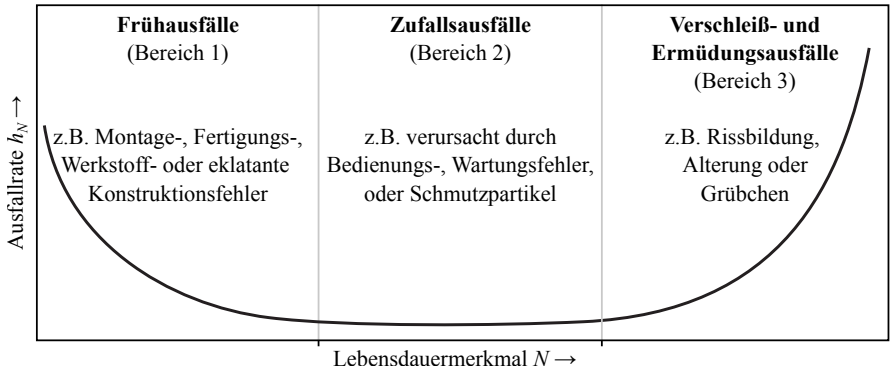 Frühausfälle
(Bereich 1)
z.B. Montage-, Fertigungs-,
Werkstoff- oder eklatante
Konstruktionsfehler
Zufallsausfälle
(Bereich 2)
z.B. verursacht durch
Bedienungs-, Wartungsfehler,
oder Schmutzpartikel
Verschleiß- und
Ermüdungsausfälle
(Bereich 3)
z.B. Rissbildung,
Alterung oder
Grübchen
Ausfallrate h_N →
Lebensdauermerkmal N →